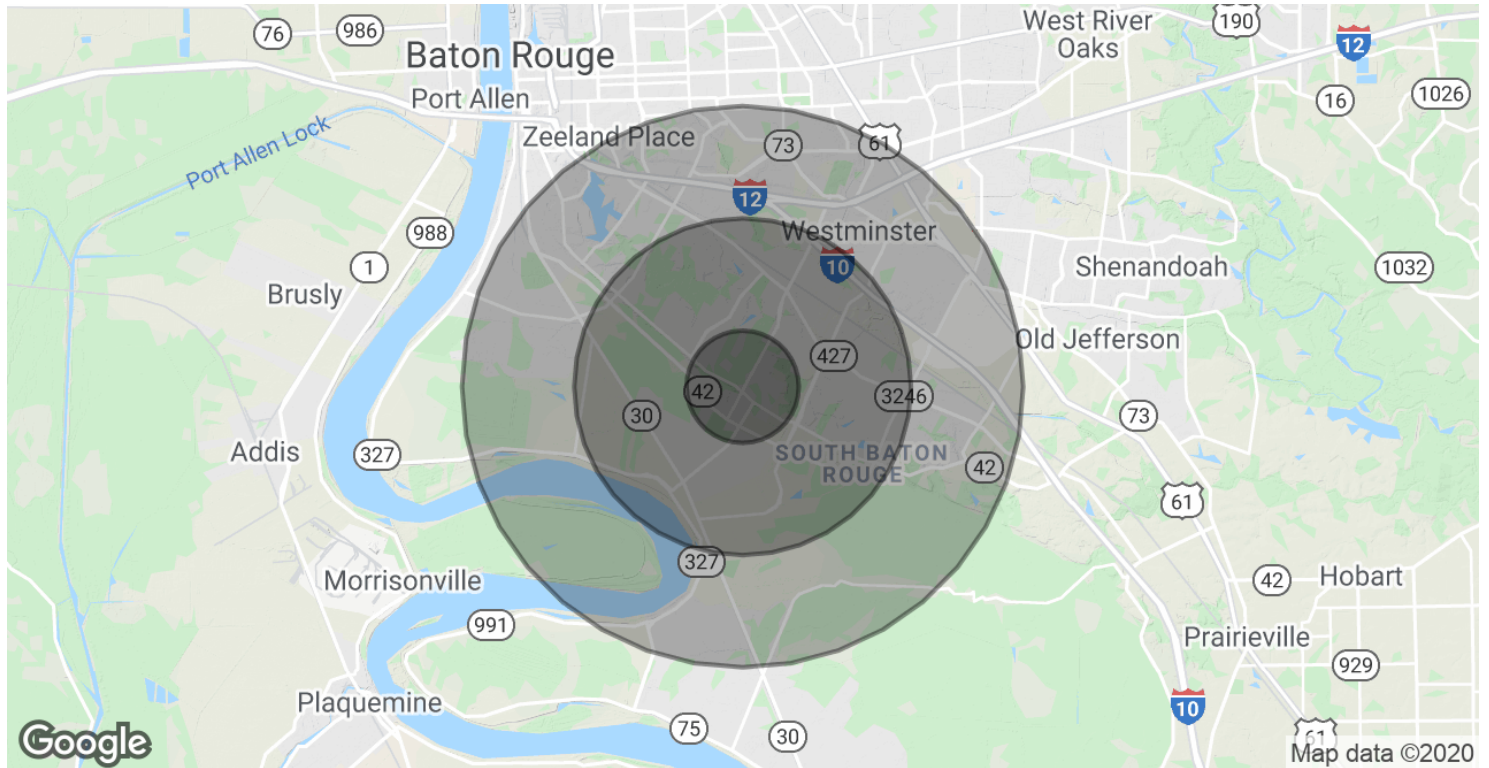 West River
Oaks
190
12
76
986
Baton Rouge
Port Allen
16
1026
Port Allen Lock
Zeeland Place
73
61
12
988
Westminster
10
1
Shenandoah
1032
Brusly
Old Jefferson
427
42
3246
30
73
Addis
327
SOUTH BATON
ROUGE
42
61
327
Morrisonville
42
Hobart
991
Prairieville
929
Plaquemine
10
75
30
61
Google
Map data ©2020